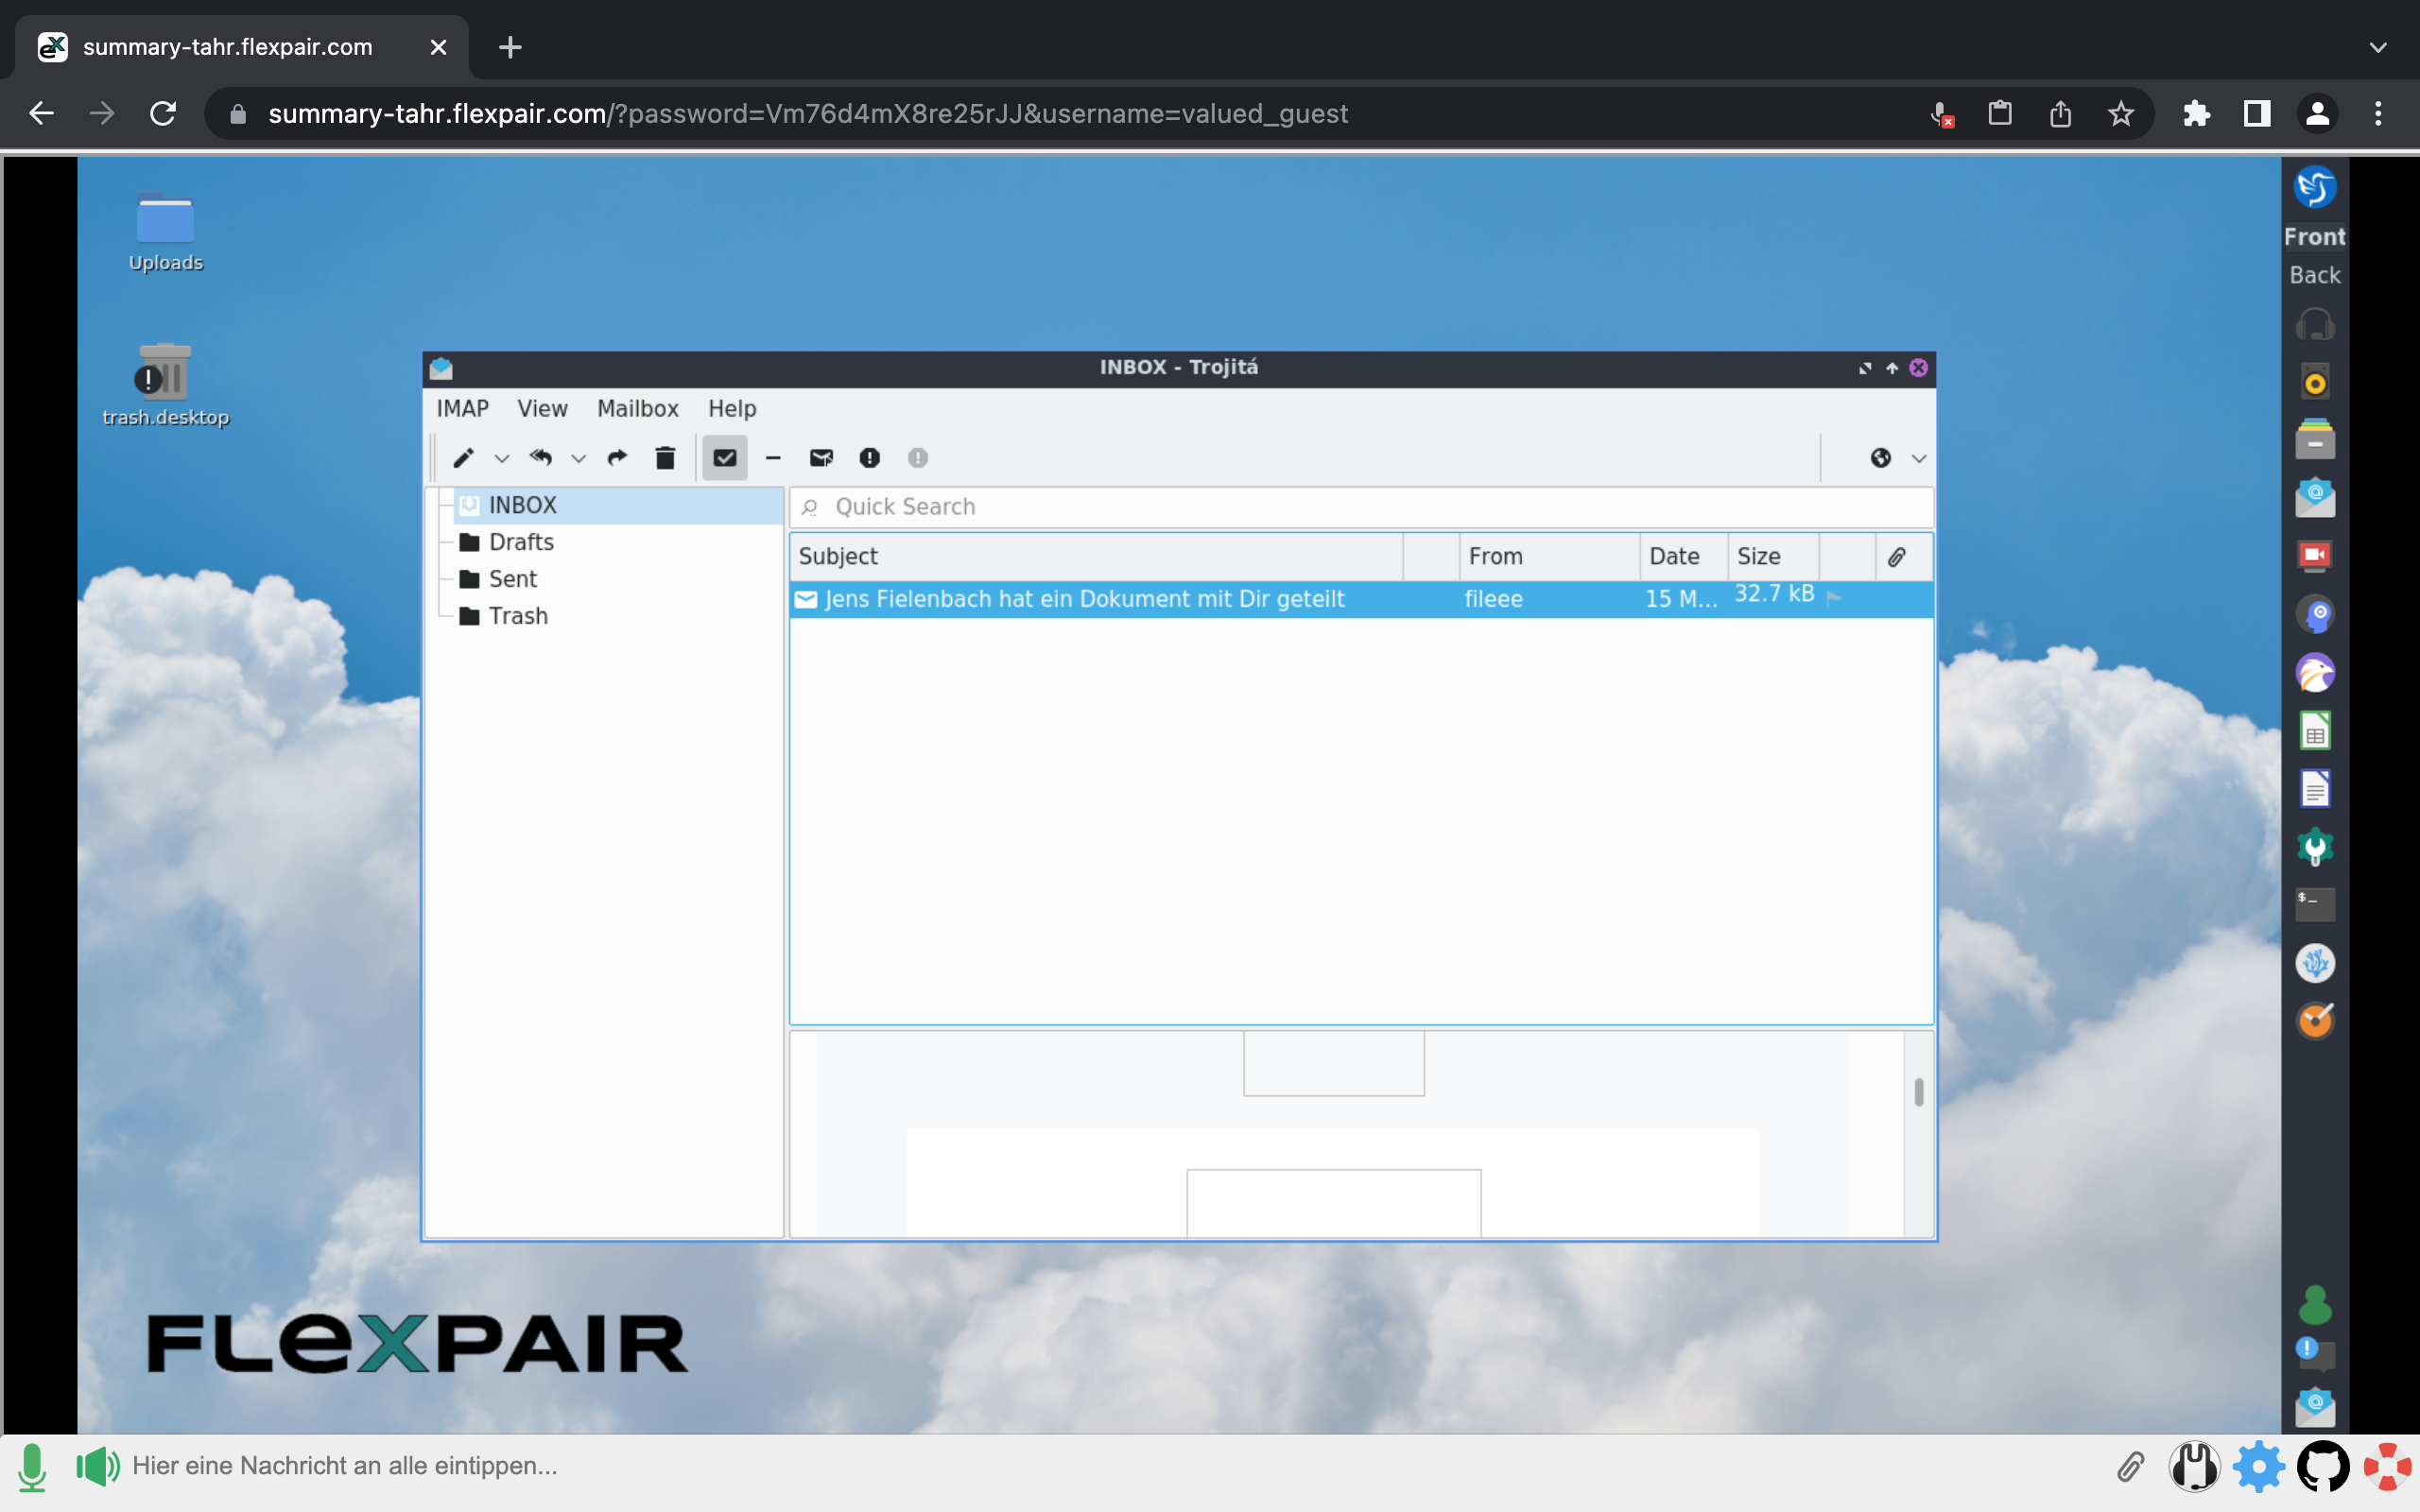 summary-tahr.flexpair.com
summary-tahr.flexpair.com/?password=Vm76d4mX8re25rJJ&username=valued_guest
Uploads
trash.desktop
Front
Back
INBOX - Trojitá
IMAP View Mailbox Help
INBOX
Drafts
Sent
Trash
Quick Search
Subject From Date Size
Jens Fielenbach hat ein Dokument mit Dir geteilt fileee 15 M... 32.7 kB
$_
FLexPAIR
Hier eine Nachricht an alle eintippen...